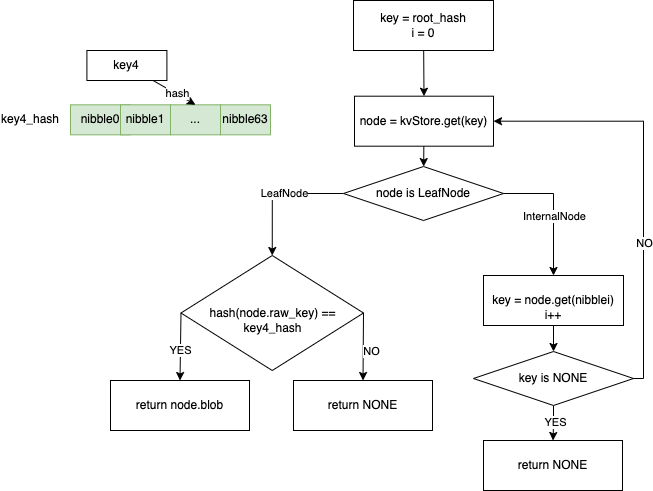 key = root_hash
i = 0
key4
hash
key4_hash
nibble0
nibble1
...
nibble63
node = kvStore.get(key)
node is LeafNode
LeafNode
InternalNode
NO
hash(node.raw_key) ==
key4_hash
key = node.get(nibblei)
i++
YES
NO
key is NONE
return node.blob
return NONE
YES
return NONE